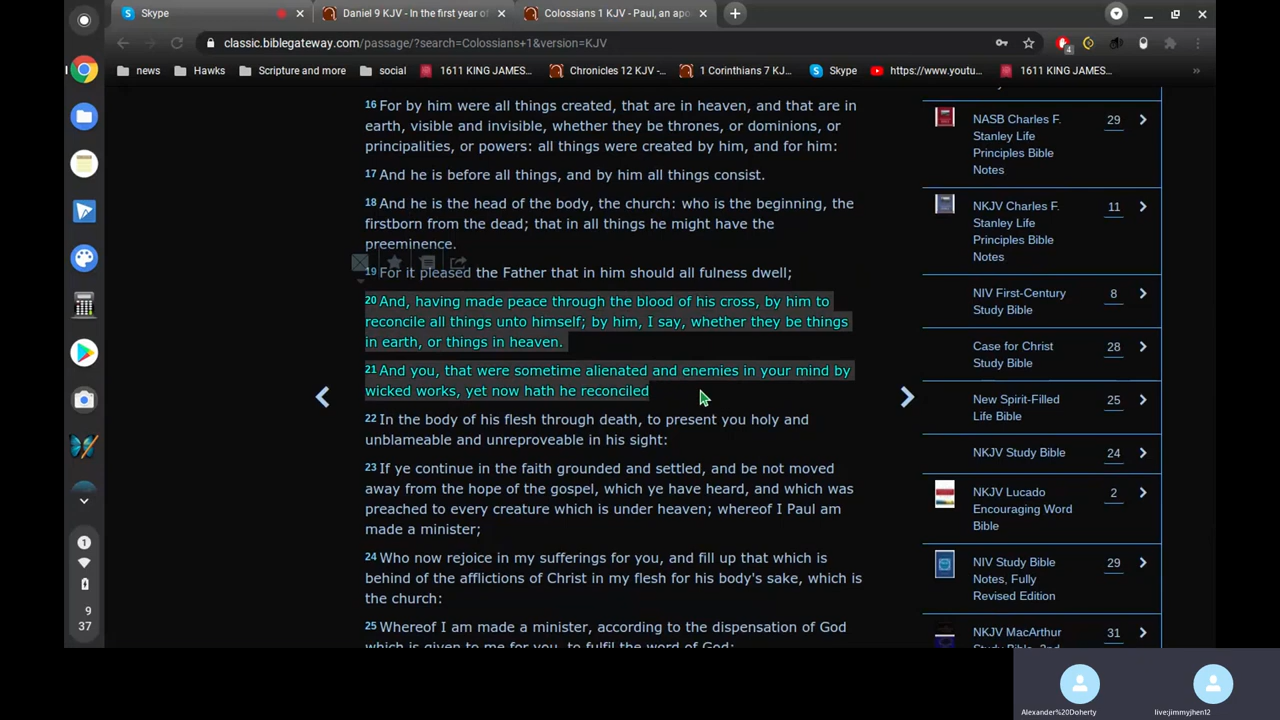 Skype
Daniel 9 KJV - In the first year of
Colossians 1 KJV - Paul, an apo
classic.biblegateway.com/passage/?search=Colossians+1&version=KJV
4
news
Hawks
Scripture and more
social
1611 KING JAMES...
Chronicles 12 KJV -...
1 Corinthians 7 KJ...
Skype
https://www.youtu...
1611 KING JAMES...
»
16 For by him were all things created, that are in heaven, and that are in
earth, visible and invisible, whether they be thrones, or dominions, or
principalities, or powers: all things were created by him, and for him:
17 And he is before all things, and by him all things consist.
18 And he is the head of the body, the church: who is the beginning, the
firstborn from the dead; that in all things he might have the
preeminence.
19 For it pleased the Father that in him should all fulness dwell;
20 And, having made peace through the blood of his cross, by him to
reconcile all things unto himself; by him, I say, whether they be things
in earth, or things in heaven.
21 And you, that were sometime alienated and enemies in your mind by
wicked works, yet now hath he reconciled
22 In the body of his flesh through death, to present you holy and
unblameable and unreproveable in his sight:
23 If ye continue in the faith grounded and settled, and be not moved
away from the hope of the gospel, which ye have heard, and which was
preached to every creature which is under heaven; whereof I Paul am
made a minister;
24 Who now rejoice in my sufferings for you, and fill up that which is
behind of the afflictions of Christ in my flesh for his body's sake, which is
the church:
25 Whereof I am made a minister, according to the dispensation of God
which is given to me for you, to fulfil the word of God;
NASB Charles F.
Stanley Life
Principles Bible
Notes
29
NKJV Charles F.
Stanley Life
Principles Bible
Notes
11
NIV First-Century
Study Bible
8
Case for Christ
Study Bible
28
New Spirit-Filled
Life Bible
25
NKJV Study Bible
24
NKJV Lucado
Encouraging Word
Bible
2
NIV Study Bible
Notes, Fully
Revised Edition
29
NKJV MacArthur
Study Bible, 2nd
31
1
9
37
Alexander%20Doherty
live:jimmyjhen12